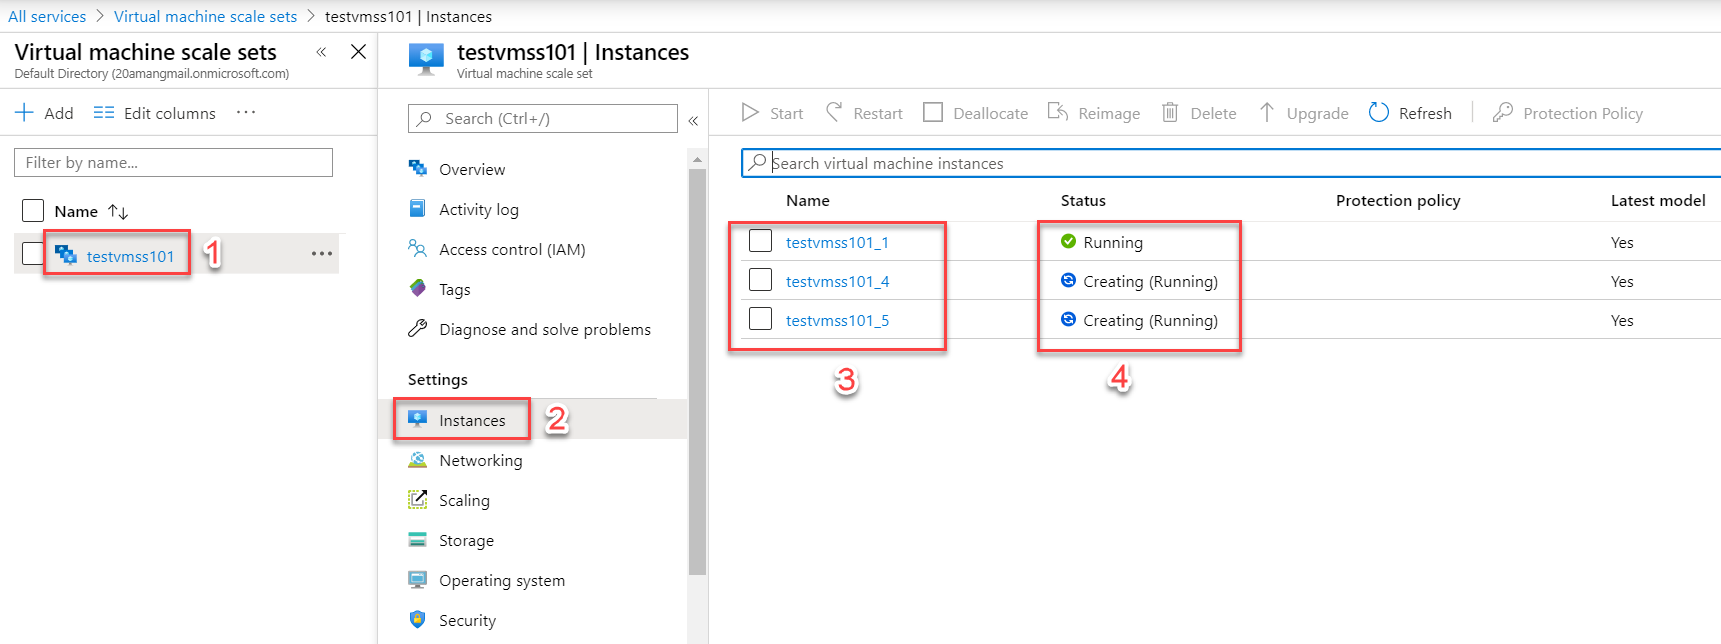 All services > Virtual machine scale sets > testvmss101 | Instances
Virtual machine scale sets
Default Directory (20amangmail.onmicrosoft.com)
Add Edit columns ...
Filter by name...
Name
testvmss101 ...
1
testvmss101 | Instances
Virtual machine scale set
Search (Ctrl+/)
Overview
Activity log
Access control (IAM)
Tags
Diagnose and solve problems
Settings
Instances
2
Networking
Scaling
Storage
Operating system
Security
Start Restart Deallocate Reimage Delete Upgrade Refresh Protection Policy
Search virtual machine instances
Name Status Protection policy Latest model
testvmss101_1 Running Yes
testvmss101_4 Creating (Running) Yes
testvmss101_5 Creating (Running) Yes
3 4